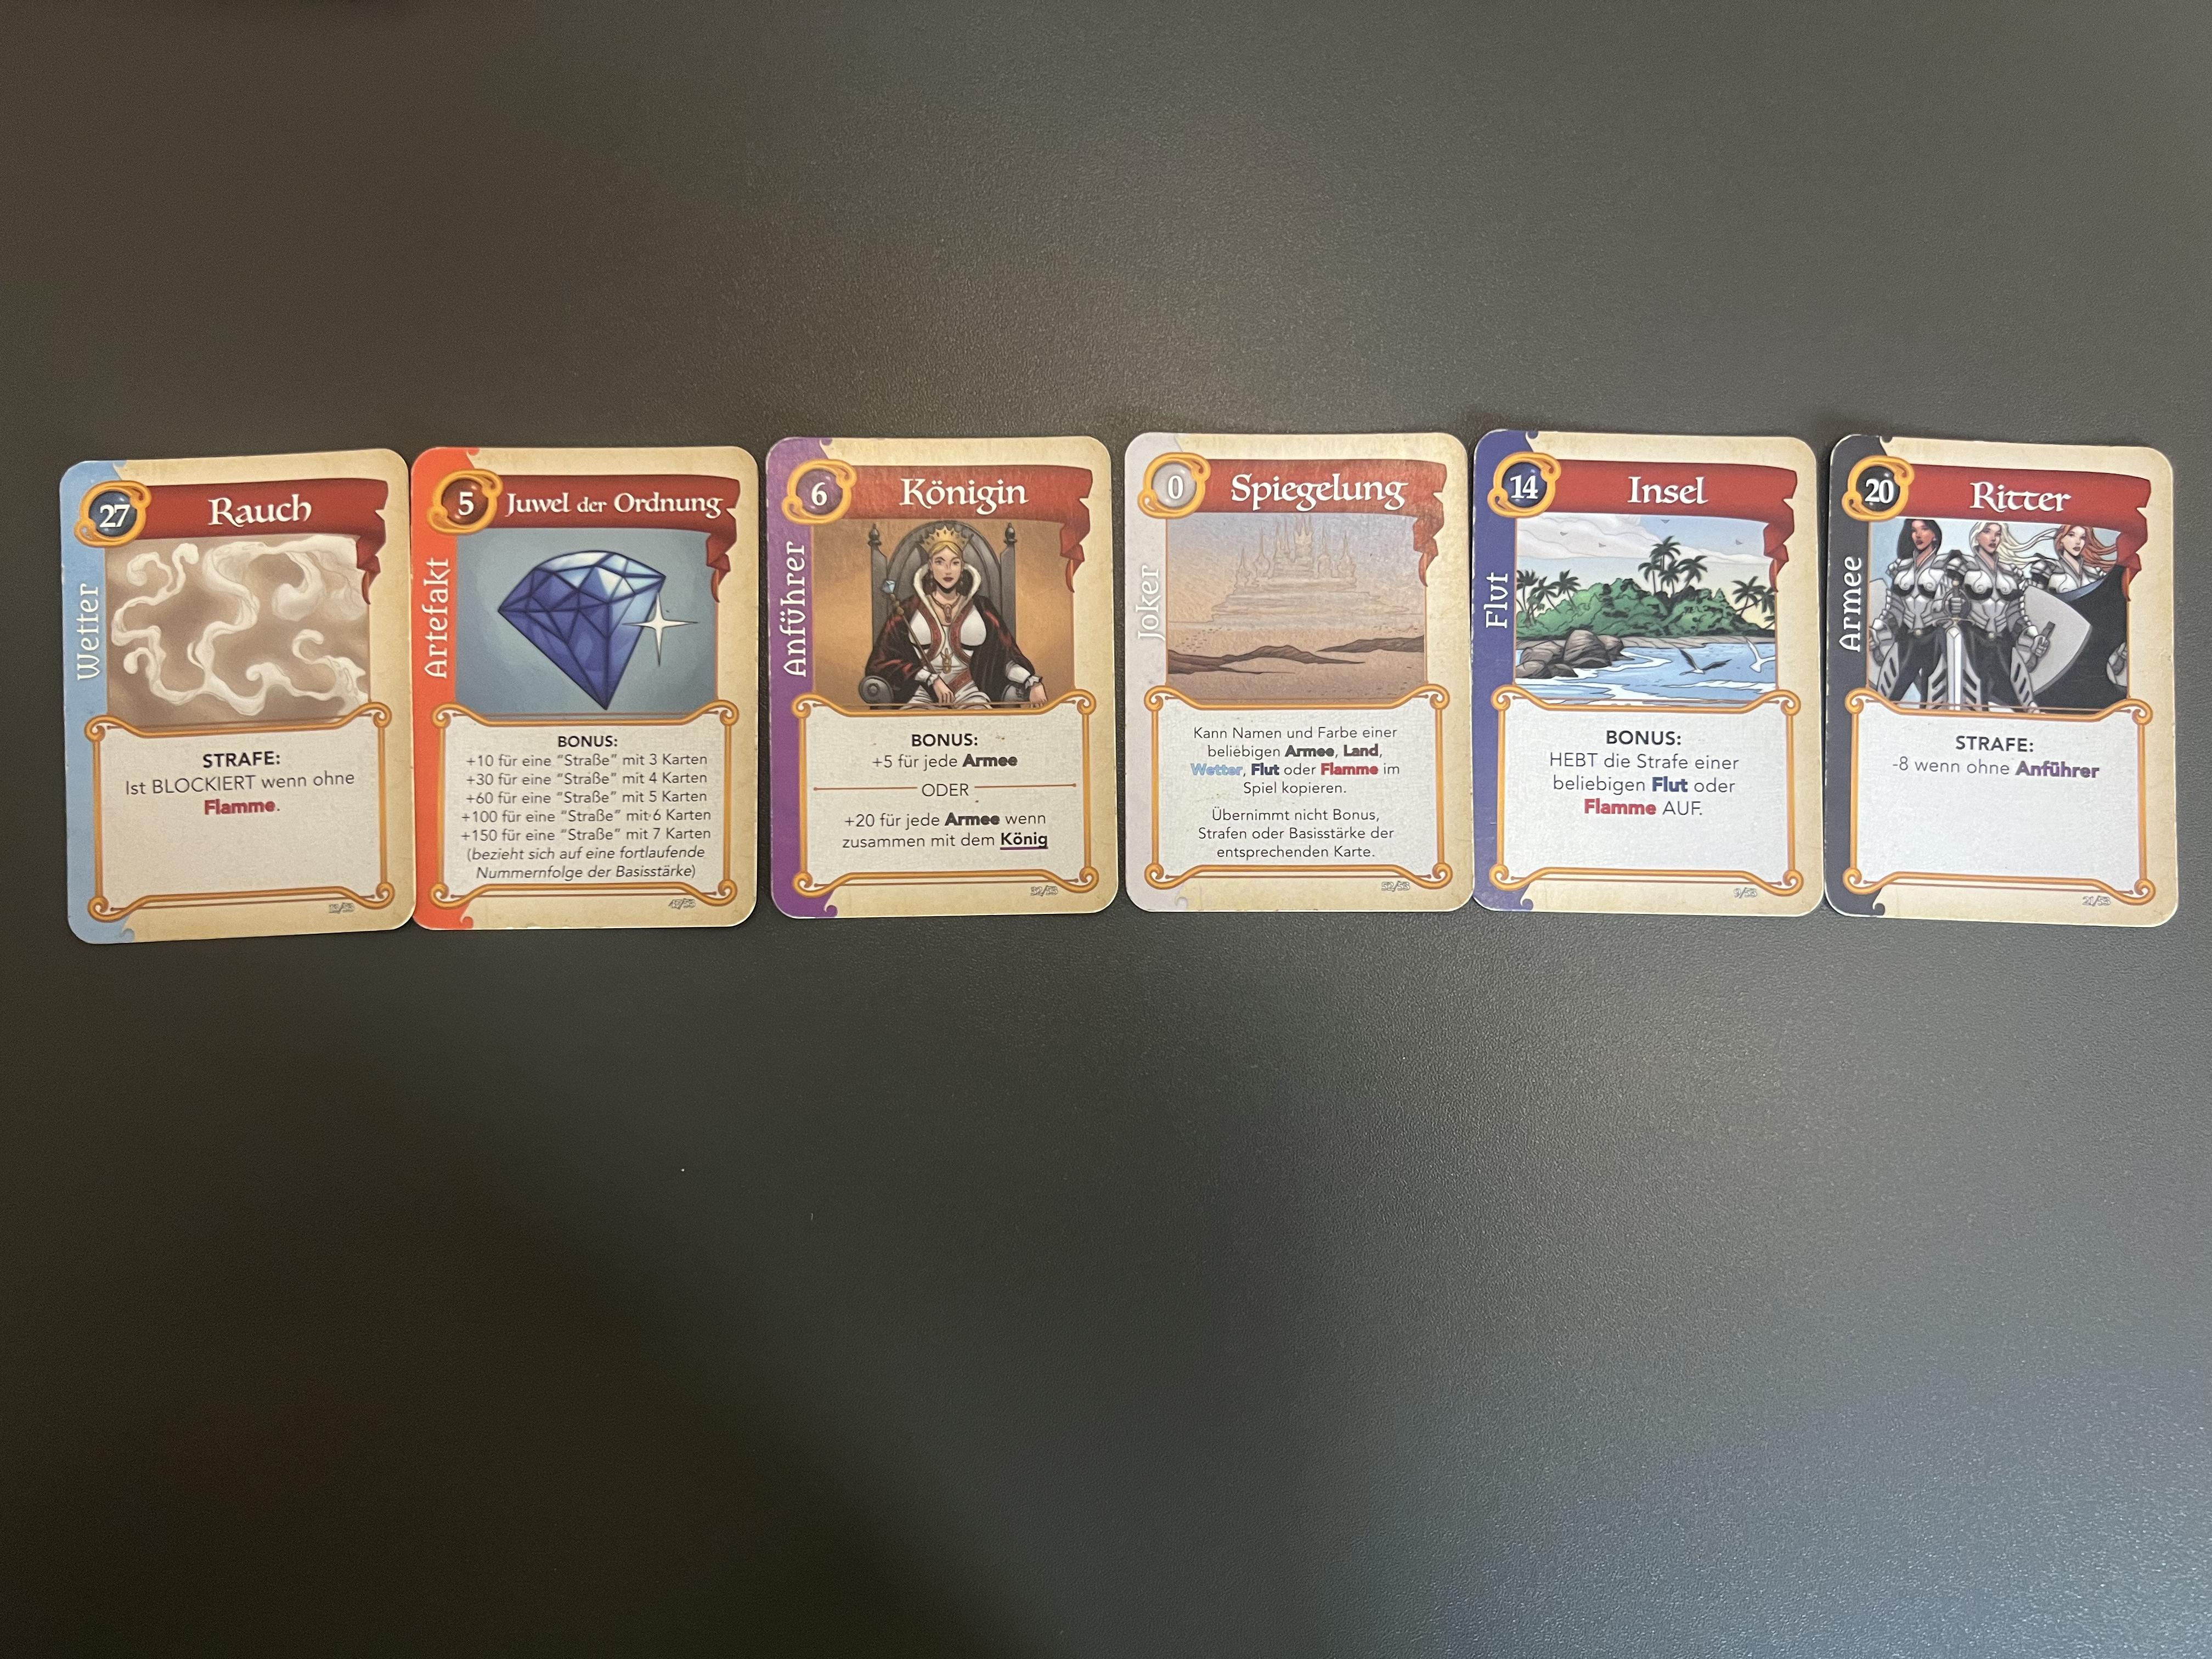 Wetter
27
Rauch
STRAFE:
Ist BLOCKIERT wenn ohne
Flamme.
Artefakt
5
Juwel der Ordnung
BONUS:
+10 für eine "Straße" mit 3 Karten
+30 für eine "Straße" mit 4 Karten
+60 für eine "Straße" mit 5 Karten
+100 für eine "Straße" mit 6 Karten
+150 für eine "Straße" mit 7 Karten
(bezieht sich auf eine fortlaufende
Nummernfolge der Basisstärke)
Anführer
6
Königin
BONUS:
+5 für jede Armee
ODER
+20 für jede Armee wenn
zusammen mit dem König
Joker
0
Spiegelung
Kann Namen und Farbe einer
beliebigen Armee, Land,
Wetter, Flut oder Flamme im
Spiel kopieren.
Übernimmt nicht Bonus,
Strafen oder Basisstärke der
entsprechenden Karte.
52/53
Flut
14
Insel
BONUS:
HEBT die Strafe einer
beliebigen Flut oder
Flamme AUF.
9/53
Armee
20
Ritter
STRAFE:
-8 wenn ohne Anführer
21/53